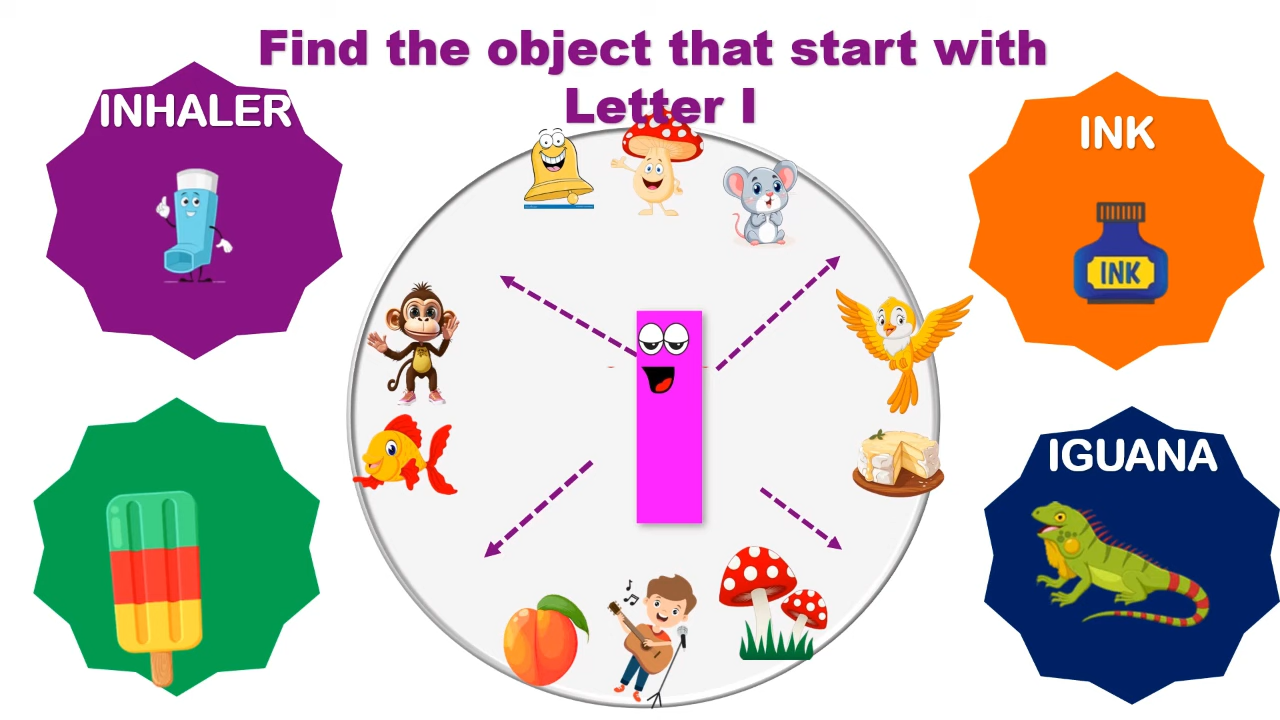 Find the object that start with
Letter I
INHALER
INK
INK
IGUANA